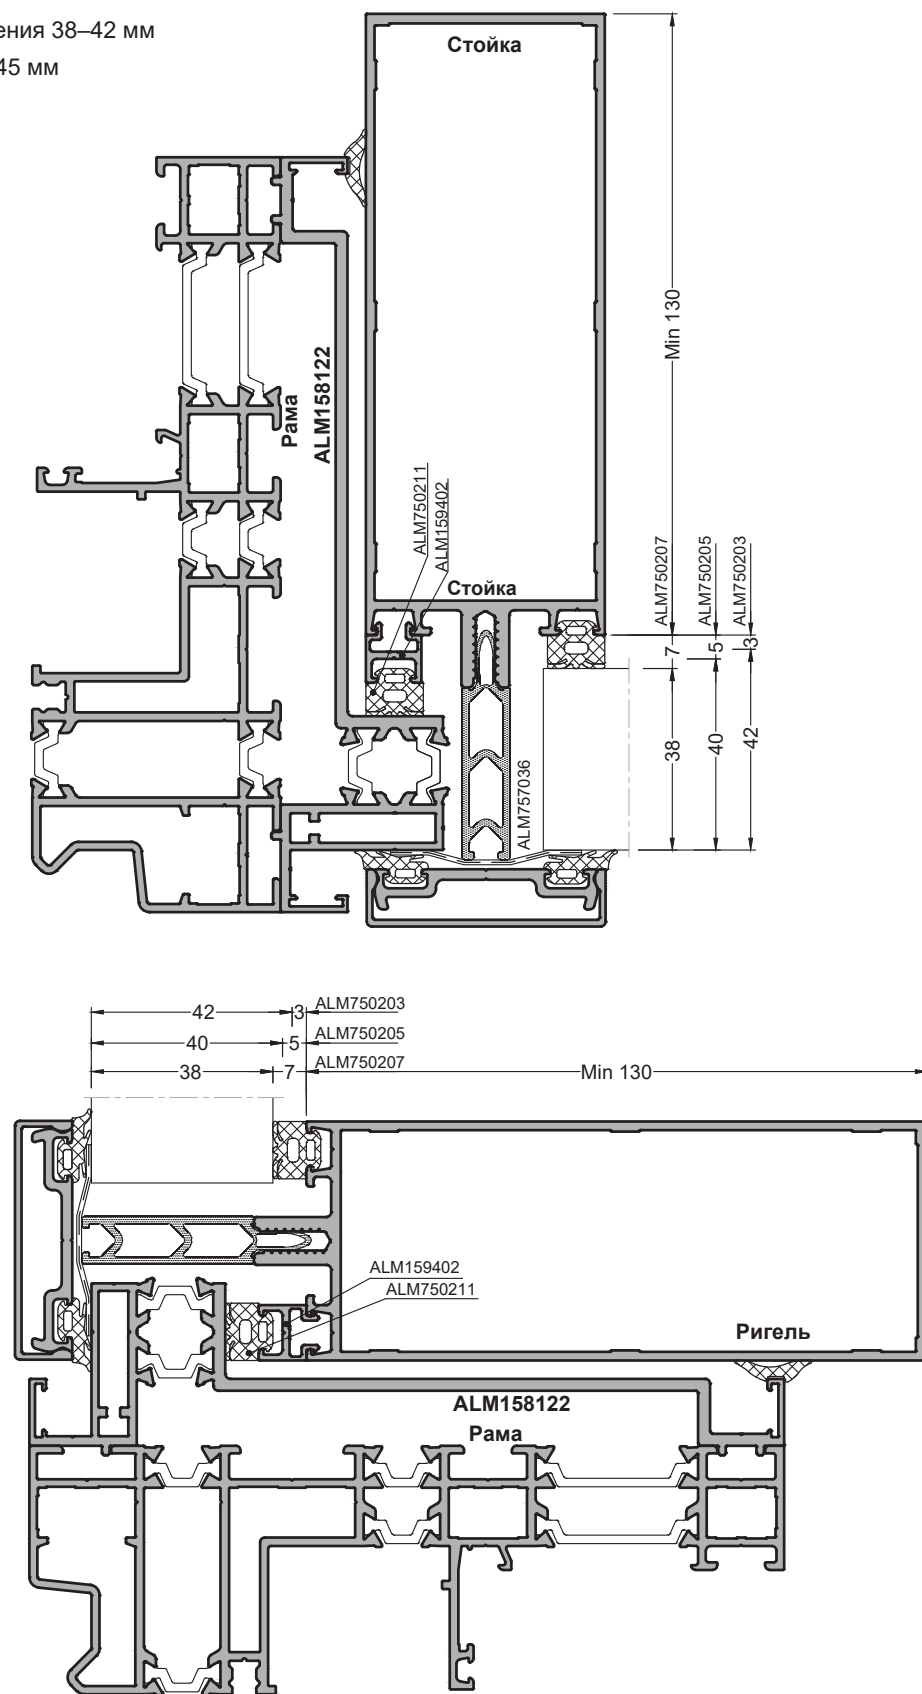 ения 38–42 мм
45 мм
Стойка
Min 130
Рама
ALM158122
ALM750211
ALM159402
Стойка
ALM750207
ALM750205
ALM750203
7
5
3
38
40
42
ALM757036
42
3
ALM750203
40
5
ALM750205
38
7
ALM750207
Min 130
ALM159402
ALM750211
Ригель
ALM158122
Рама